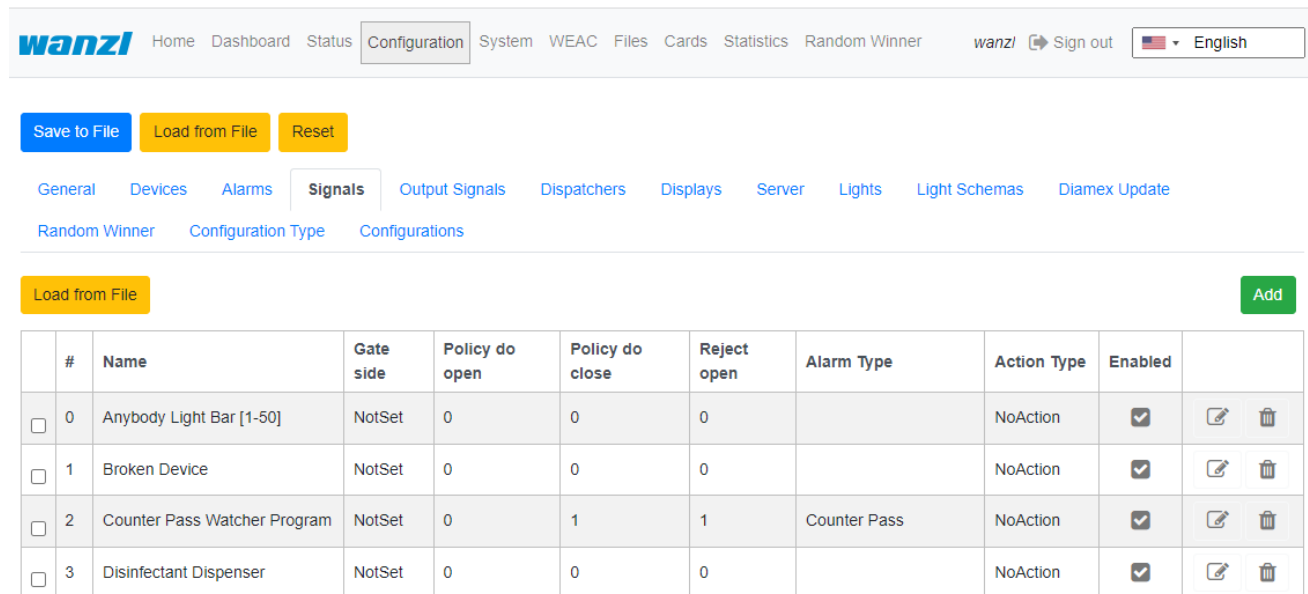 wanzl Home Dashboard Status Configuration System WEAC Files Cards Statistics Random Winner wanzl Sign out English
Save to File Load from File Reset
General Devices Alarms Signals Output Signals Dispatchers Displays Server Lights Light Schemas Diamex Update
Random Winner Configuration Type Configurations
Load from File Add
# Name Gate side Policy do open Policy do close Reject open Alarm Type Action Type Enabled
0 Anybody Light Bar [1-50] NotSet 0 0 0 NoAction
1 Broken Device NotSet 0 0 0 NoAction
2 Counter Pass Watcher Program NotSet 0 1 1 Counter Pass NoAction
3 Disinfectant Dispenser NotSet 0 0 0 NoAction